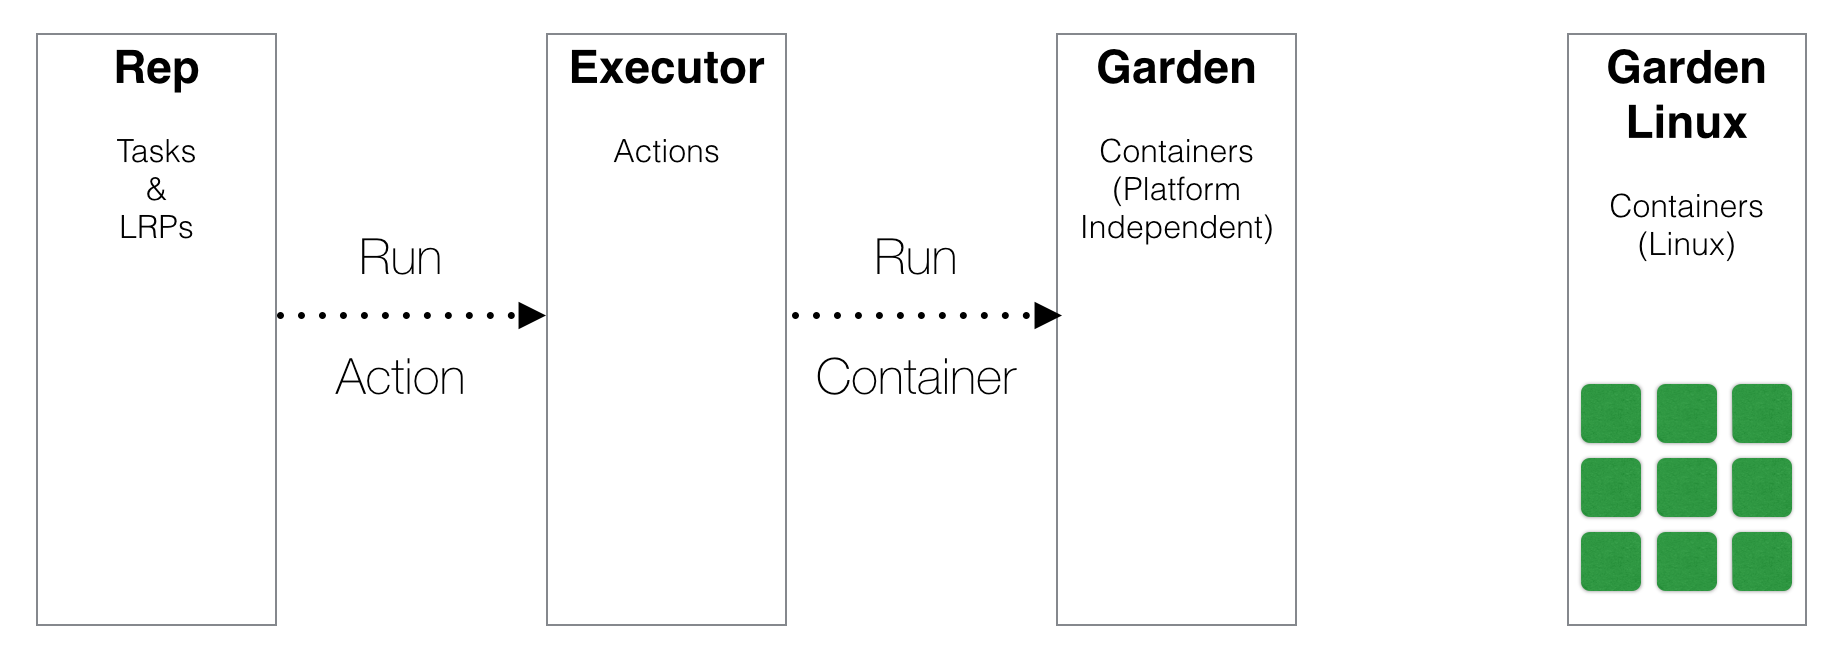 Rep
Tasks
&
LRPs
Run
Action
Executor
Actions
Run
Container
Garden
Containers
(Platform
Independent)
Garden
Linux
Containers
(Linux)